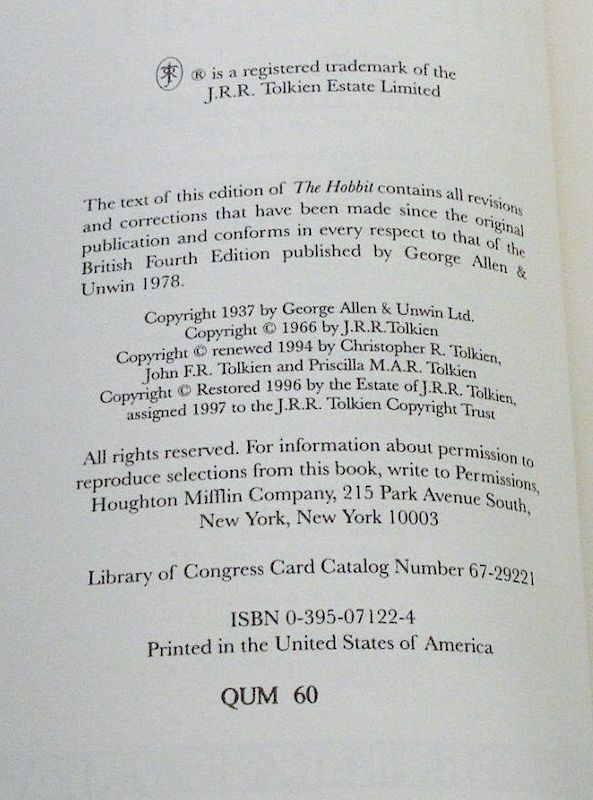 ® is a registered trademark of the
J.R.R. Tolkien Estate Limited
The text of this edition of The Hobbit contains all revisions
and corrections that have been made since the original
publication and conforms in every respect to that of the
British Fourth Edition published by George Allen &
Unwin 1978.
Copyright 1937 by George Allen & Unwin Ltd.
Copyright © 1966 by J.R.R.Tolkien
Copyright © renewed 1994 by Christopher R. Tolkien,
John F.R. Tolkien and Priscilla M.A.R. Tolkien
Copyright © Restored 1996 by the Estate of J.R.R. Tolkien,
assigned 1997 to the J.R.R. Tolkien Copyright Trust
All rights reserved. For information about permission to
reproduce selections from this book, write to Permissions,
Houghton Mifflin Company, 215 Park Avenue South,
New York, New York 10003
Library of Congress Card Catalog Number 67-29221
ISBN 0-395-07122-4
Printed in the United States of America
QUM 60